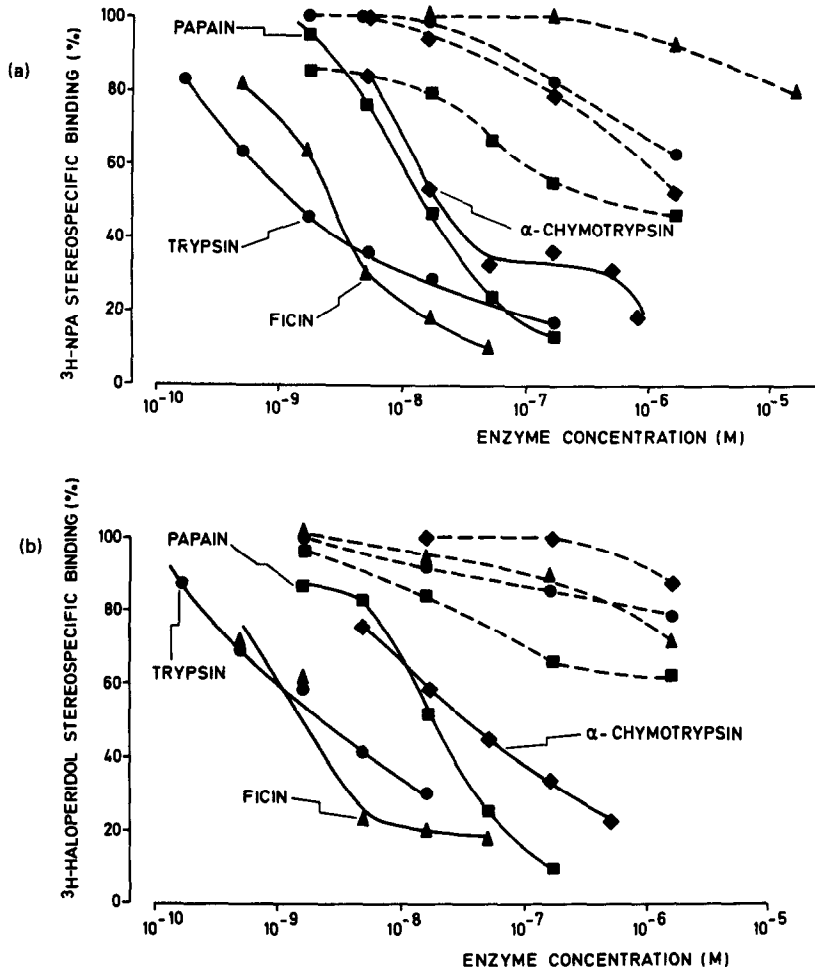 (a)
³H-NPA STEREOSPECIFIC BINDING (%)
100
80
60
40
20
0
PAPAIN
TRYPSIN
FICIN
α-CHYMOTRYPSIN
10⁻¹⁰
10⁻⁹
10⁻⁸
10⁻⁷
10⁻⁶
10⁻⁵
ENZYME CONCENTRATION (M)
(b)
³H-HALOPERIDOL STEREOSPECIFIC BINDING (%)
100
80
60
40
20
0
PAPAIN
TRYPSIN
FICIN
α-CHYMOTRYPSIN
10⁻¹⁰
10⁻⁹
10⁻⁸
10⁻⁷
10⁻⁶
10⁻⁵
ENZYME CONCENTRATION (M)